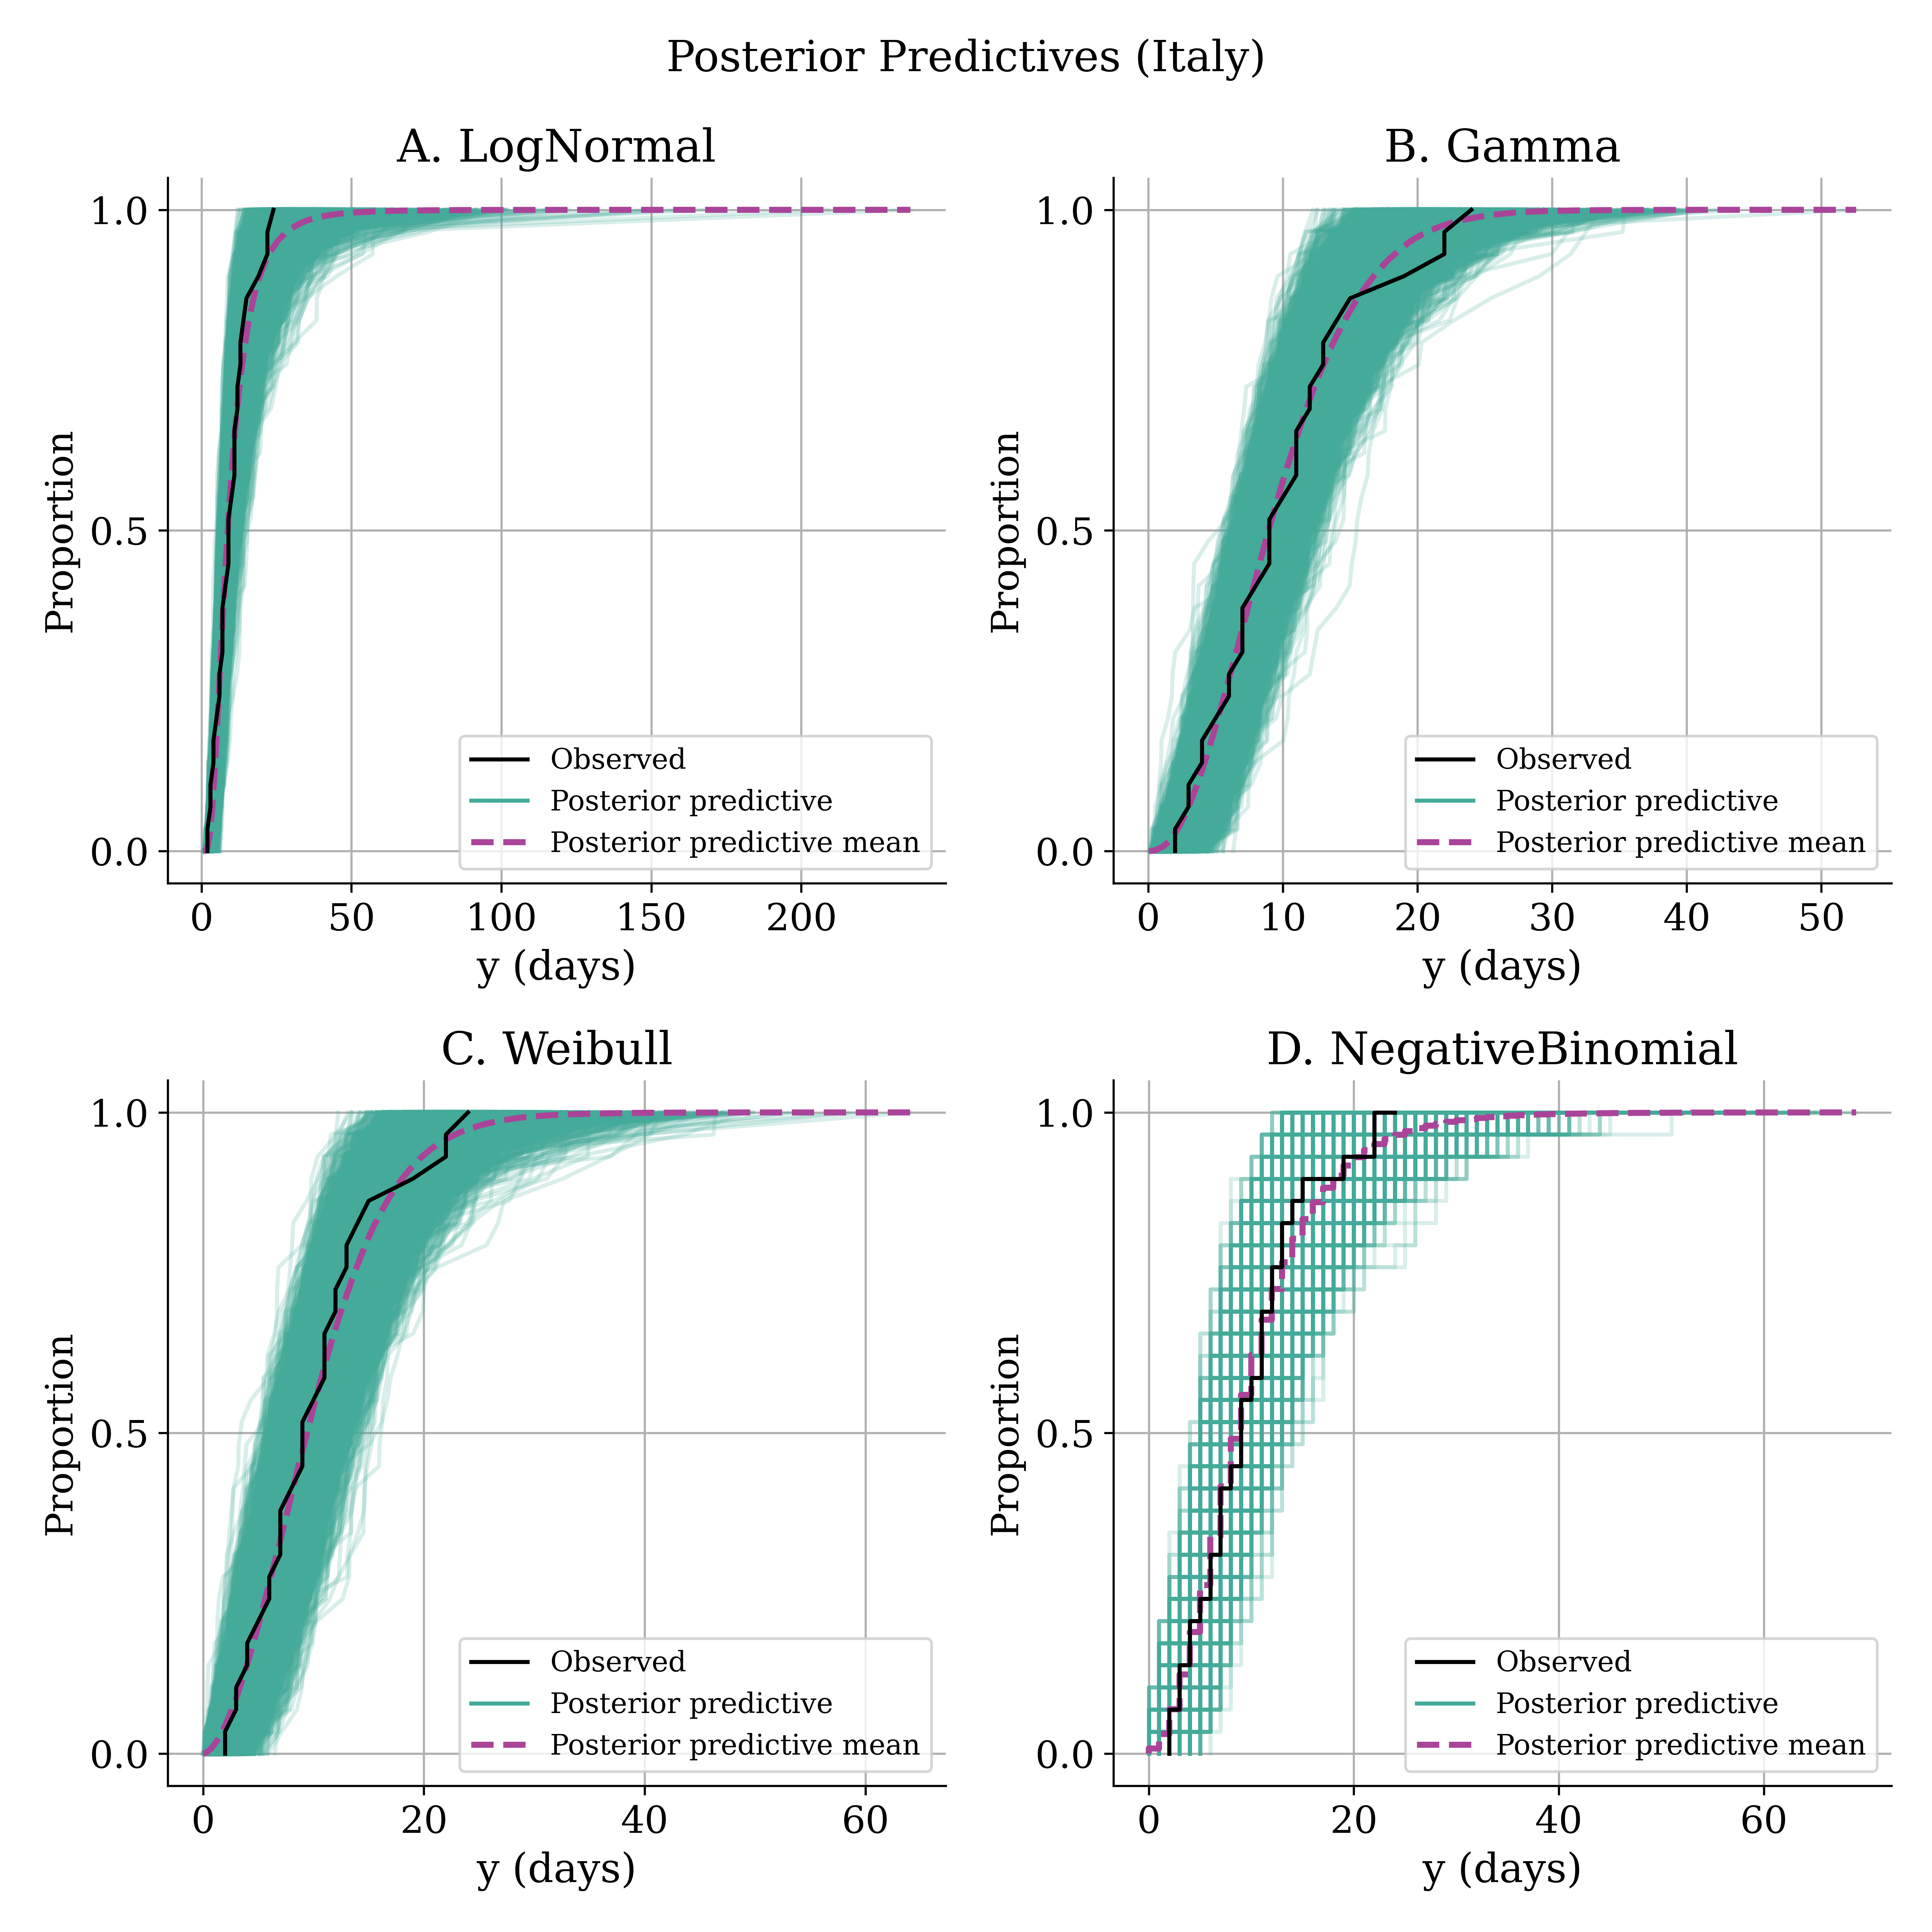 Posterior Predictives (Italy)
A. LogNormal
Proportion
1.0
0.5
0.0
0 50 100 150 200
y (days)
Observed
Posterior predictive
Posterior predictive mean
B. Gamma
Proportion
1.0
0.5
0.0
0 10 20 30 40 50
y (days)
Observed
Posterior predictive
Posterior predictive mean
C. Weibull
Proportion
1.0
0.5
0.0
0 20 40 60
y (days)
Observed
Posterior predictive
Posterior predictive mean
D. NegativeBinomial
Proportion
1.0
0.5
0.0
0 20 40 60
y (days)
Observed
Posterior predictive
Posterior predictive mean